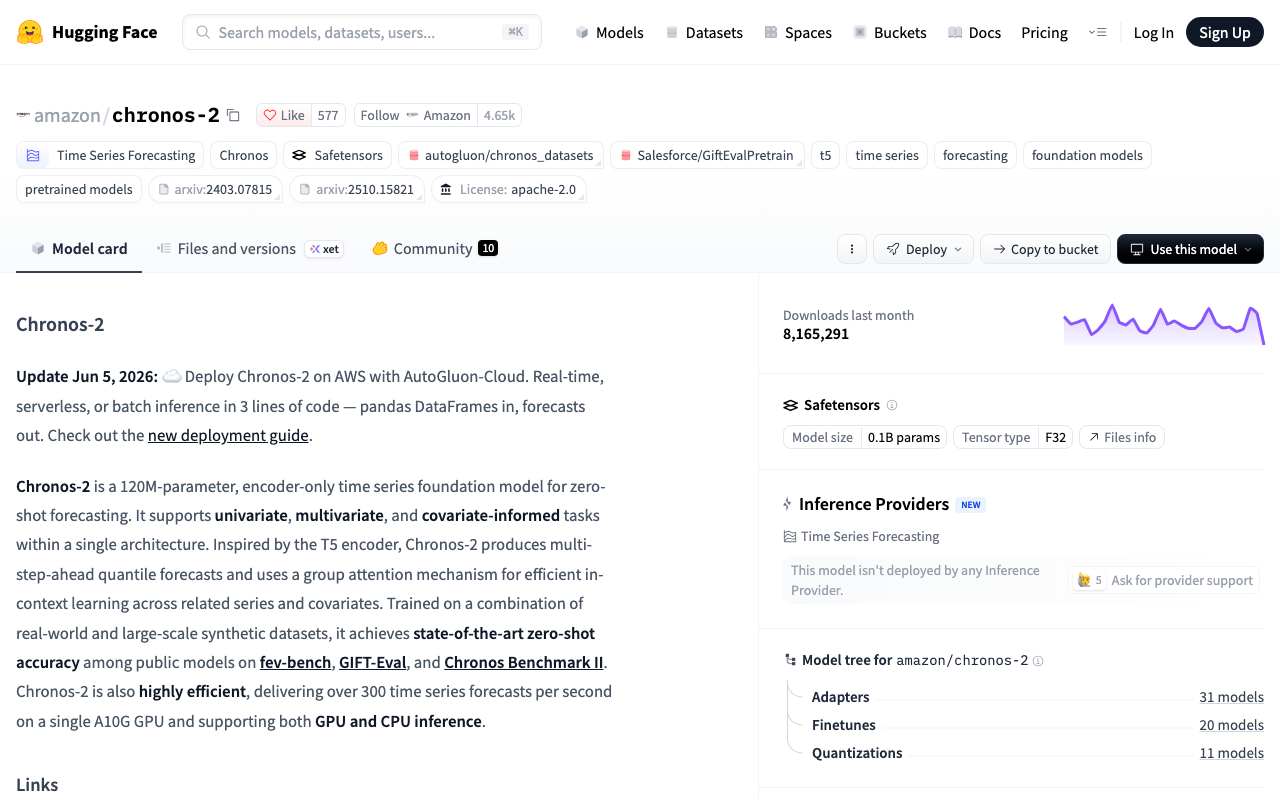 Hugging Face
Search models, datasets, users... ⌘K
Models Datasets Spaces Buckets Docs Pricing Log In Sign Up
amazon/chronos-2 Like 577 Follow Amazon 4.65k
Time Series Forecasting Chronos Safetensors autogluon/chronos_datasets Salesforce/GiftEvalPretrain t5 time series forecasting foundation models
pretrained models arxiv:2403.07815 arxiv:2510.15821 License: apache-2.0
Model card Files and versions xet Community 10 Deploy Copy to bucket Use this model
Chronos-2
Update Jun 5, 2026: ☁️ Deploy Chronos-2 on AWS with AutoGluon-Cloud. Real-time,
serverless, or batch inference in 3 lines of code — pandas DataFrames in, forecasts
out. Check out the new deployment guide.
Chronos-2 is a 120M-parameter, encoder-only time series foundation model for zero-
shot forecasting. It supports univariate, multivariate, and covariate-informed tasks
within a single architecture. Inspired by the T5 encoder, Chronos-2 produces multi-
step-ahead quantile forecasts and uses a group attention mechanism for efficient in-
context learning across related series and covariates. Trained on a combination of
real-world and large-scale synthetic datasets, it achieves state-of-the-art zero-shot
accuracy among public models on fev-bench, GIFT-Eval, and Chronos Benchmark II.
Chronos-2 is also highly efficient, delivering over 300 time series forecasts per second
on a single A10G GPU and supporting both GPU and CPU inference.
Links
Downloads last month
8,165,291
Safetensors
Model size 0.1B params Tensor type F32 Files info
Inference Providers NEW
Time Series Forecasting
This model isn't deployed by any Inference
Provider.
5 Ask for provider support
Model tree for amazon/chronos-2
Adapters 31 models
Finetunes 20 models
Quantizations 11 models